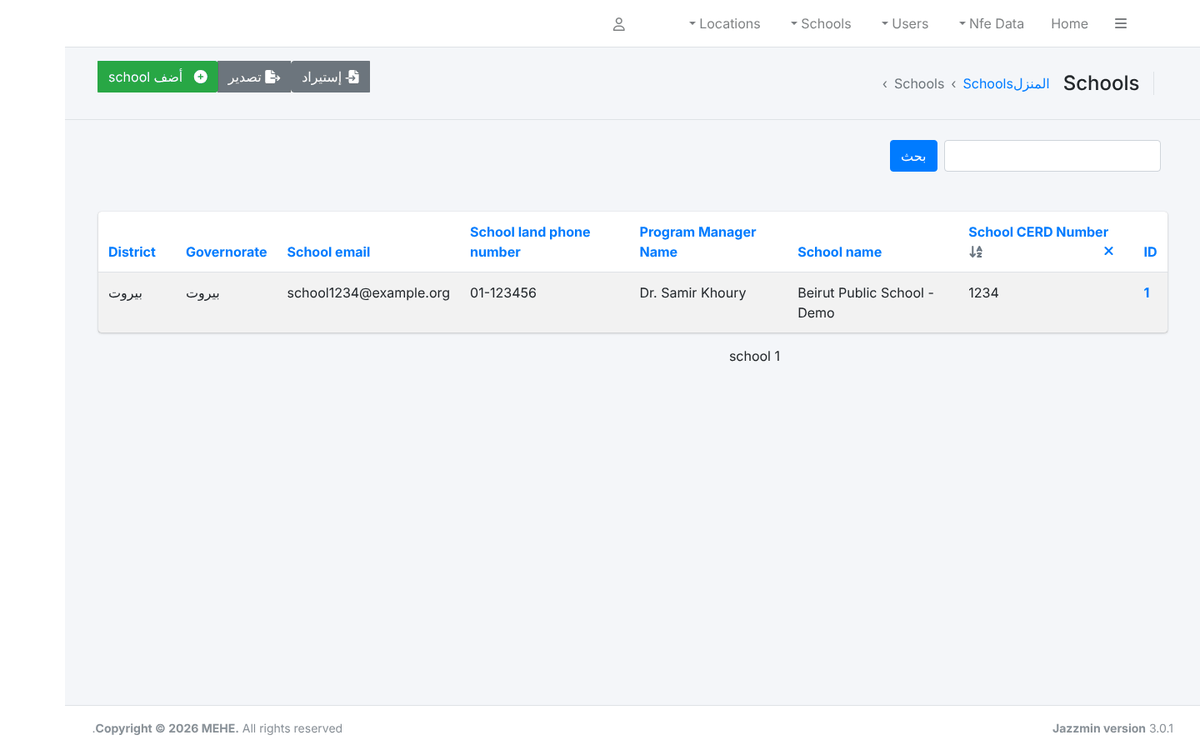 Home
Nfe Data
Users
Schools
Locations
Schools
المنزلSchools › Schools ›
إستيراد
تصدير
أضف school
بحث
ID
School CERD Number
School name
Program Manager Name
School land phone number
School email
Governorate
District
1
1234
Beirut Public School - Demo
Dr. Samir Khoury
01-123456
school1234@example.org
بيروت
بيروت
school 1
Jazzmin version 3.0.1
.Copyright © 2026 MEHE. All rights reserved